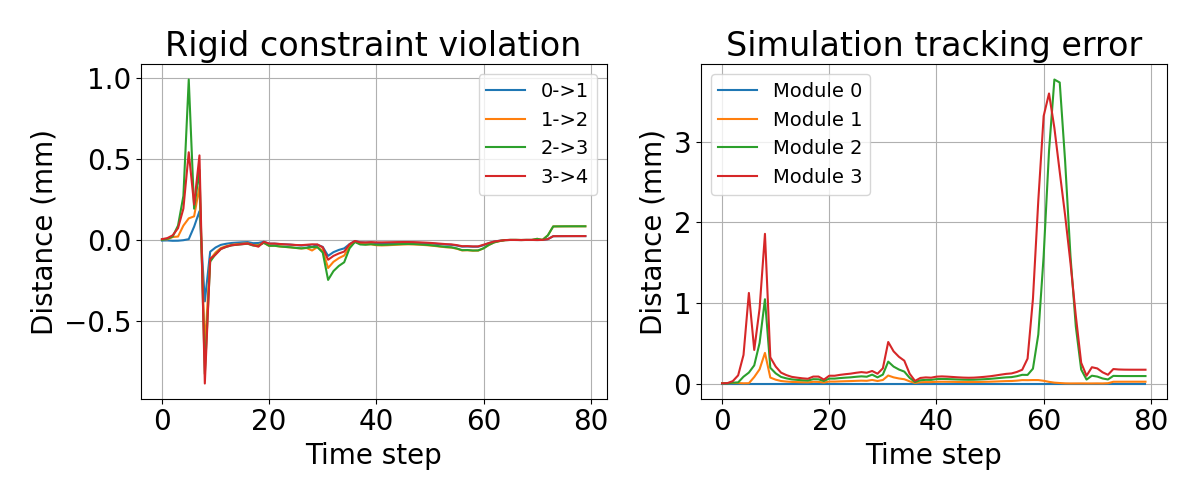 Rigid constraint violation
1.0
0.5
0.0
−0.5
Distance (mm)
0->1
1->2
2->3
3->4
0
20
40
60
80
Time step
Simulation tracking error
3
2
1
0
Distance (mm)
Module 0
Module 1
Module 2
Module 3
0
20
40
60
80
Time step